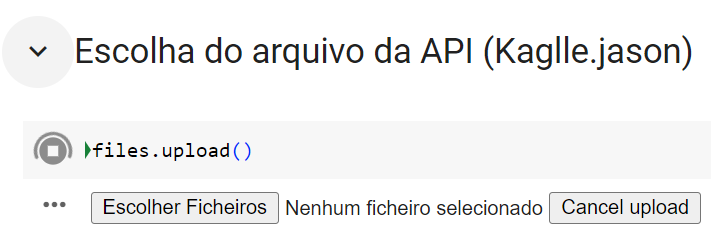 Escolha do arquivo da API (Kaglle.jason)
files.upload()
Escolher Ficheiros Nenhum ficheiro selecionado Cancel upload